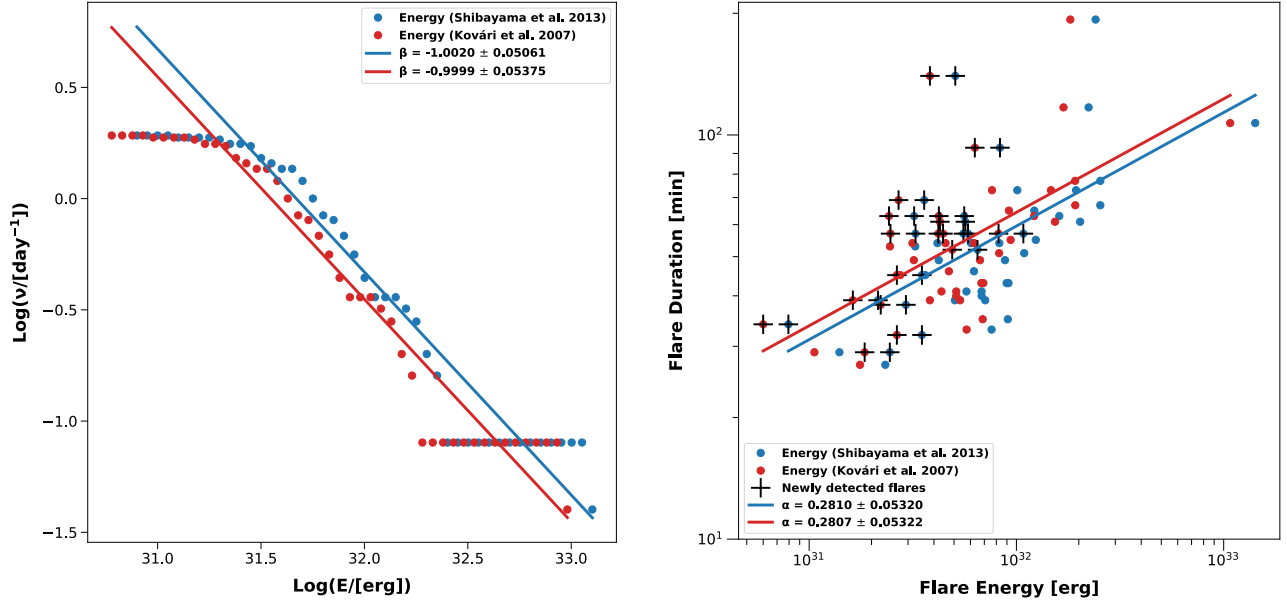 Energy (Shibayama et al. 2013)
Energy (Kovári et al. 2007)
β = -1.0020 ± 0.05061
β = -0.9999 ± 0.05375
0.5
0.0
−0.5
−1.0
−1.5
Log(ν/[day⁻¹])
31.0 31.5 32.0 32.5 33.0
Log(E/[erg])
10²
10¹
Flare Duration [min]
Energy (Shibayama et al. 2013)
Energy (Kovári et al. 2007)
Newly detected flares
α = 0.2810 ± 0.05320
α = 0.2807 ± 0.05322
10³¹ 10³² 10³³
Flare Energy [erg]